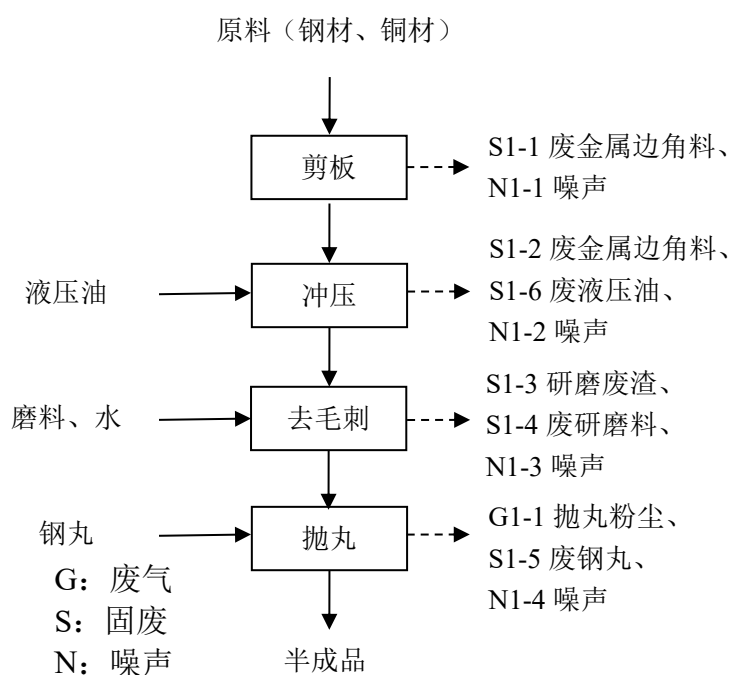 原料（钢材、铜材）
剪板
S1-1 废金属边角料、
N1-1 噪声
液压油
冲压
S1-2 废金属边角料、
S1-6 废液压油、
N1-2 噪声
磨料、水
去毛刺
S1-3 研磨废渣、
S1-4 废研磨料、
N1-3 噪声
钢丸
抛丸
G1-1 抛丸粉尘、
S1-5 废钢丸、
N1-4 噪声
G：废气
S：固废
N：噪声
半成品